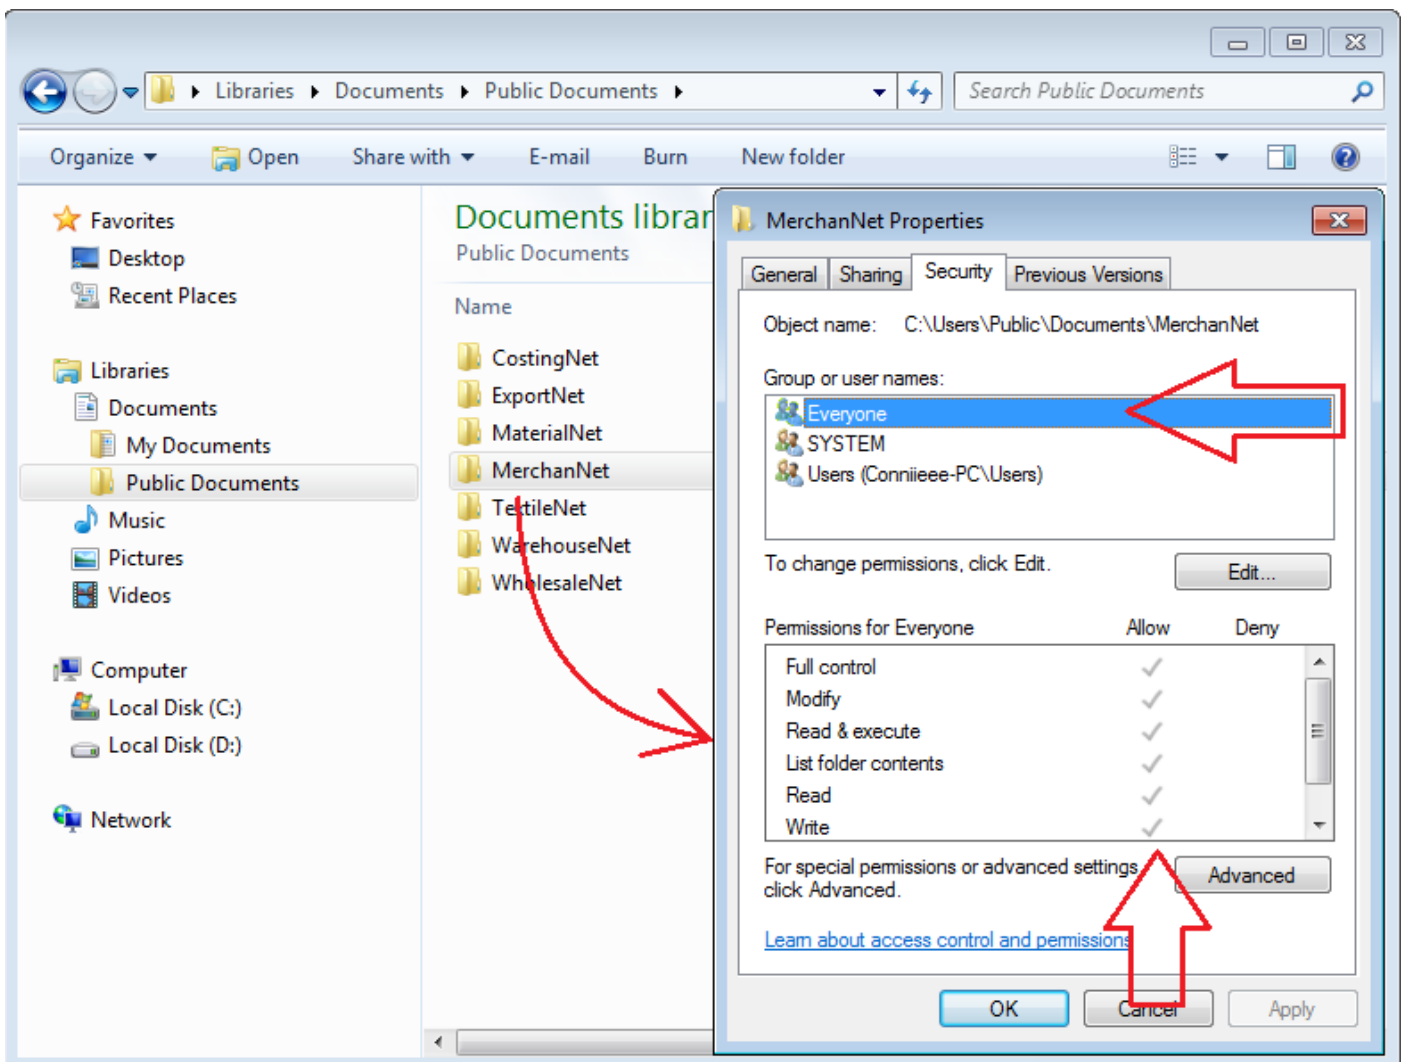 Libraries Documents Public Documents
Search Public Documents
Organize Open Share with E-mail Burn New folder
Favorites
Desktop
Recent Places
Libraries
Documents
My Documents
Public Documents
Music
Pictures
Videos
Computer
Local Disk (C:)
Local Disk (D:)
Network
Documents librar
Public Documents
Name
CostingNet
ExportNet
MaterialNet
MerchanNet
TextileNet
WarehouseNet
WholesaleNet
MerchanNet Properties
General Sharing Security Previous Versions
Object name: C:\Users\Public\Documents\MerchanNet
Group or user names:
Everyone
SYSTEM
Users (Conniieee-PC\Users)
To change permissions, click Edit.
Edit...
Permissions for Everyone Allow Deny
Full control
Modify
Read & execute
List folder contents
Read
Write
For special permissions or advanced settings,
click Advanced.
Advanced
Learn about access control and permissions
OK Cancel Apply